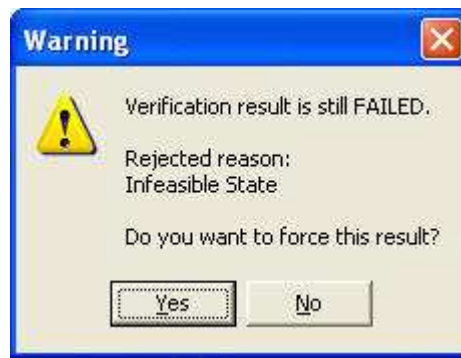 Warning
Verification result is still FAILED.
Rejected reason:
Infeasible State
Do you want to force this result?
Yes
No